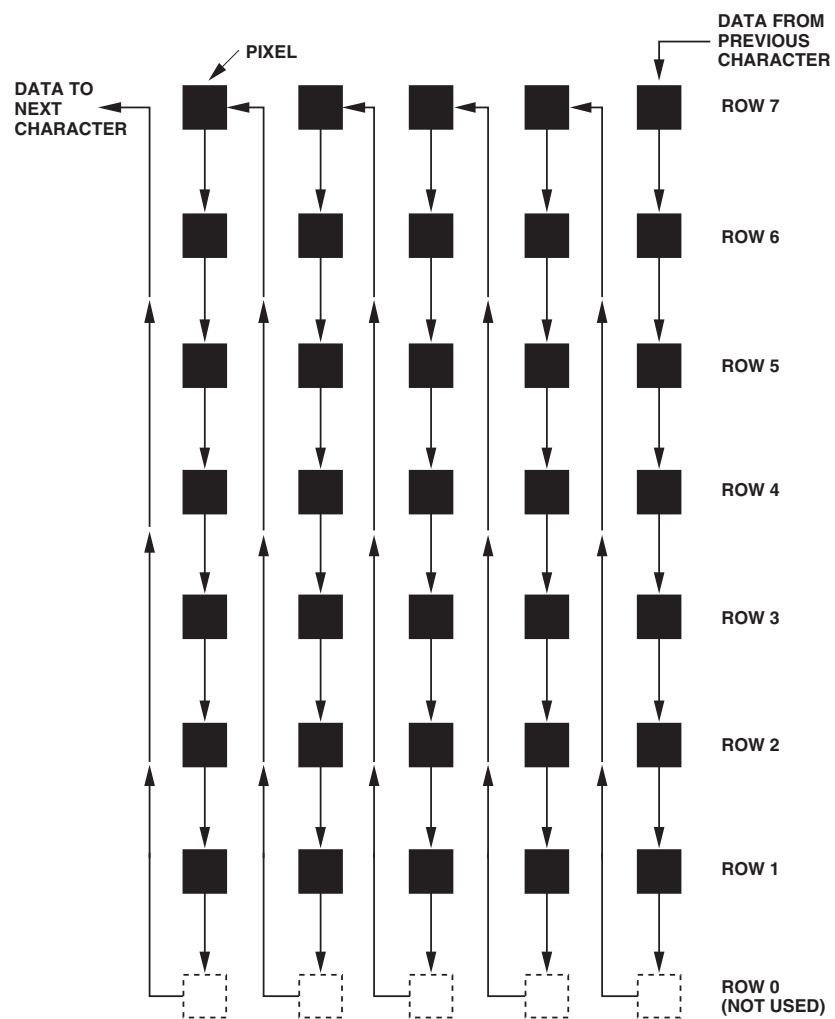 DATA FROM
PREVIOUS
CHARACTER
PIXEL
DATA TO
NEXT
CHARACTER
ROW 7
ROW 6
ROW 5
ROW 4
ROW 3
ROW 2
ROW 1
ROW 0
(NOT USED)